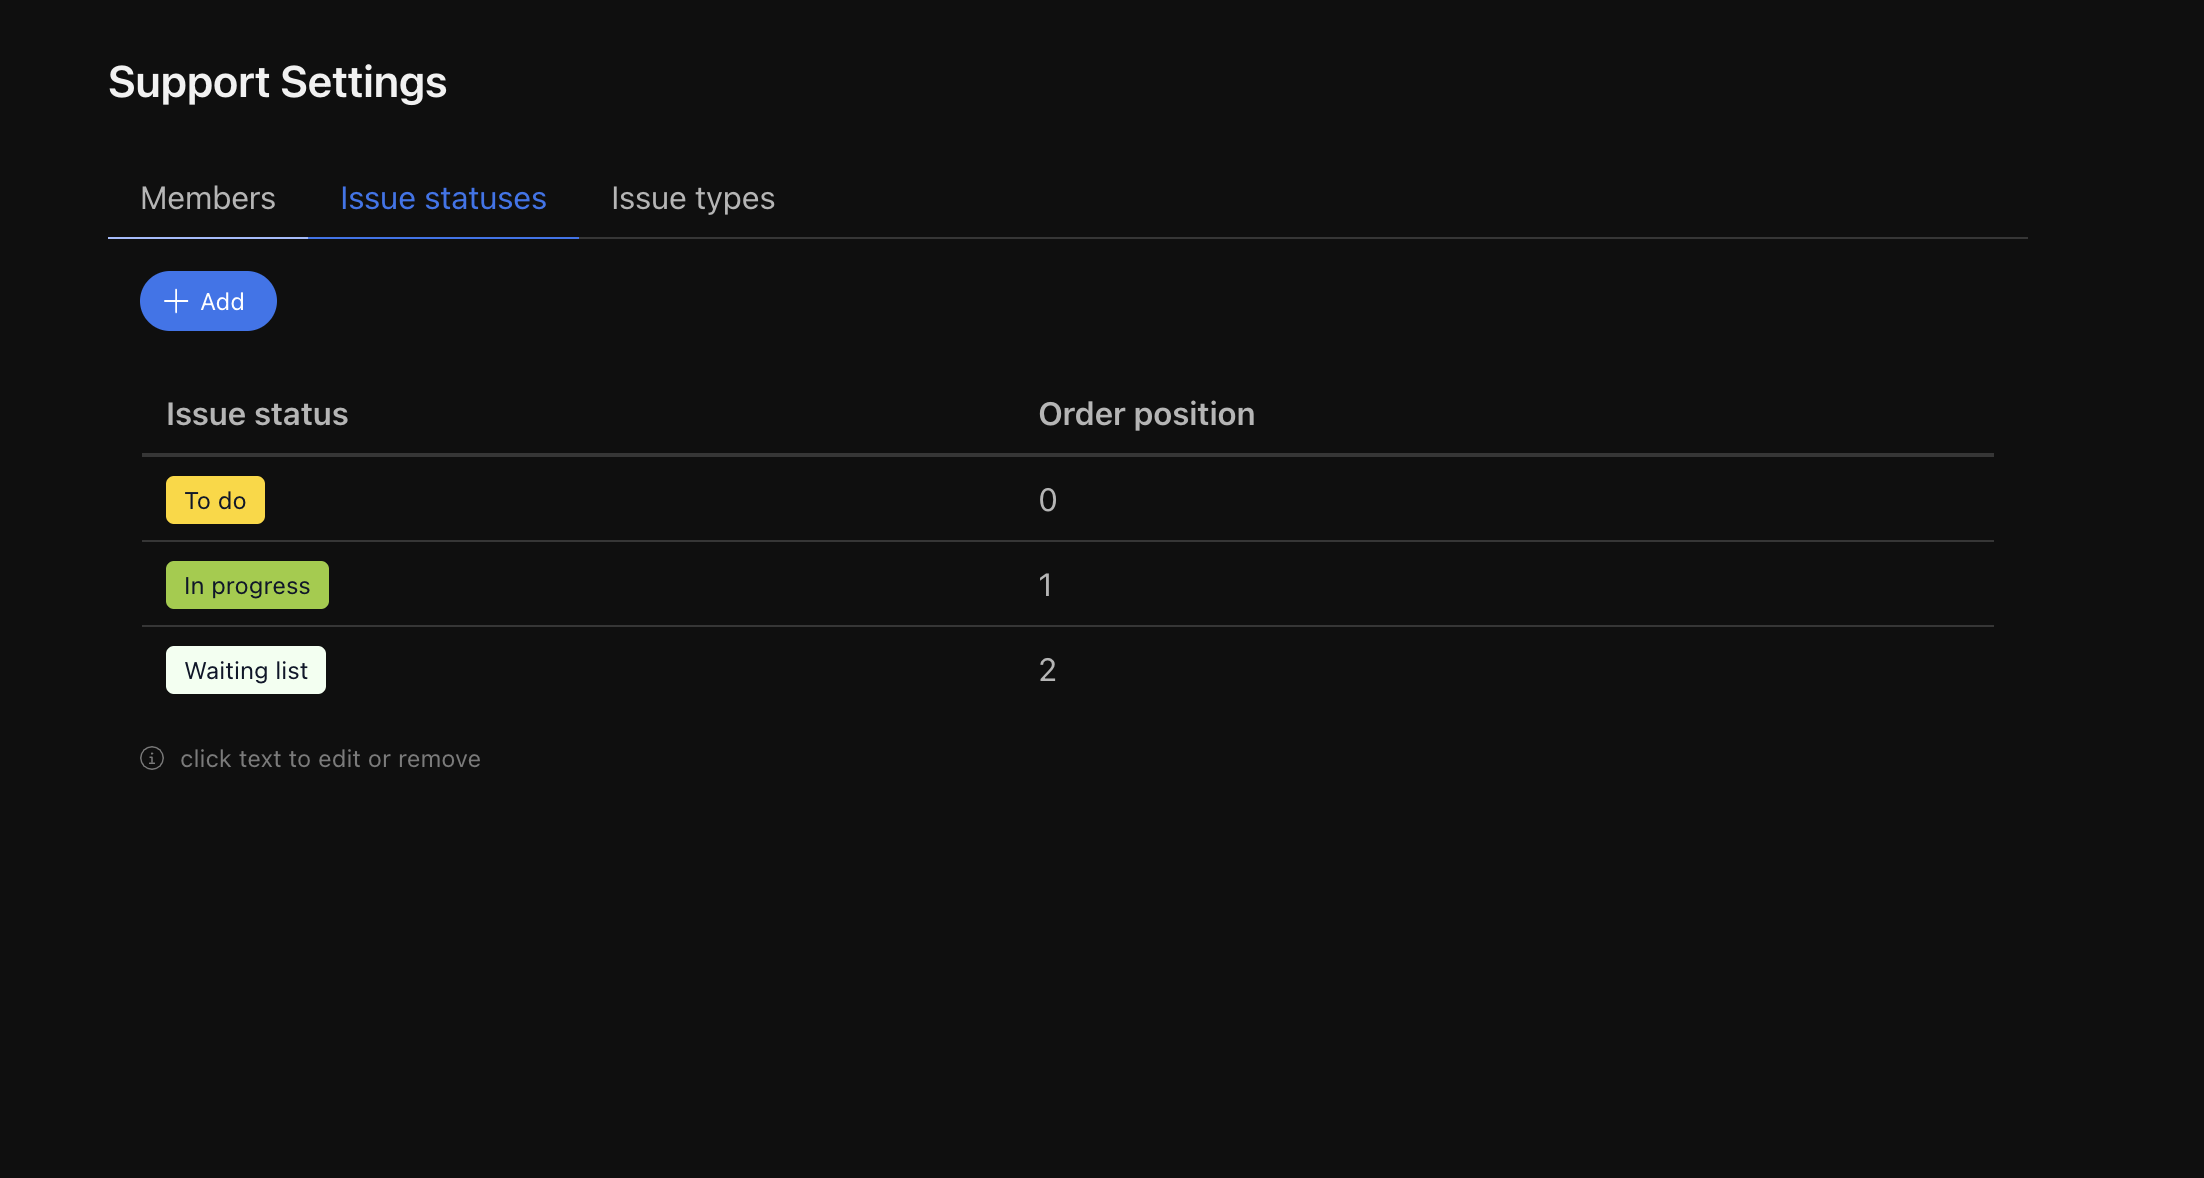 Support Settings
Members Issue statuses Issue types
Add
Issue status Order position
To do 0
In progress 1
Waiting list 2
click text to edit or remove